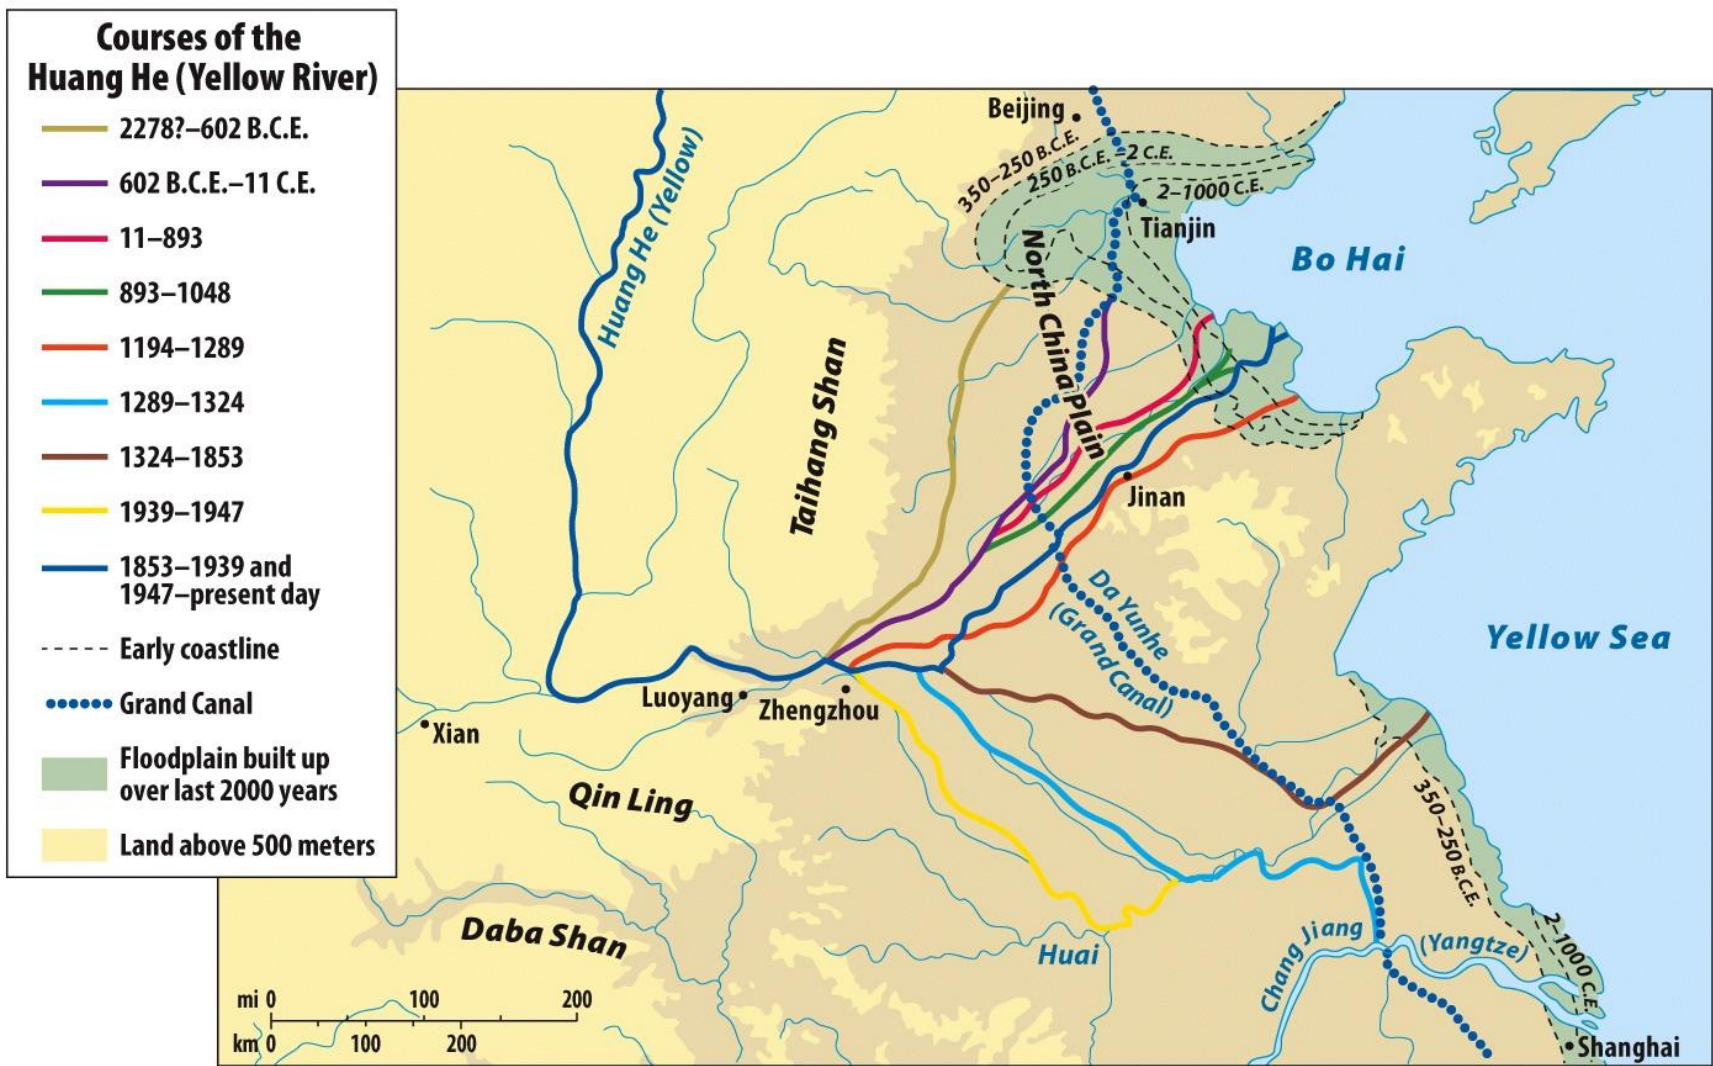 Courses of the
Huang He (Yellow River)
2278?–602 B.C.E.
602 B.C.E.–11 C.E.
11–893
893–1048
1194–1289
1289–1324
1324–1853
1939–1947
1853–1939 and
1947–present day
Early coastline
Grand Canal
Floodplain built up
over last 2000 years
Land above 500 meters
Beijing
350–250 B.C.E.
250 B.C.E.–2 C.E.
2–1000 C.E.
Tianjin
Bo Hai
Huang He (Yellow)
North China Plain
Taihang Shan
Jinan
Da Yunhe
(Grand Canal)
Yellow Sea
Luoyang
Zhengzhou
Xian
Qin Ling
350–250 B.C.E.
Daba Shan
Huai
Chang Jiang
(Yangtze)
2–1000 C.E.
Shanghai
mi 0 100 200
km 0 100 200